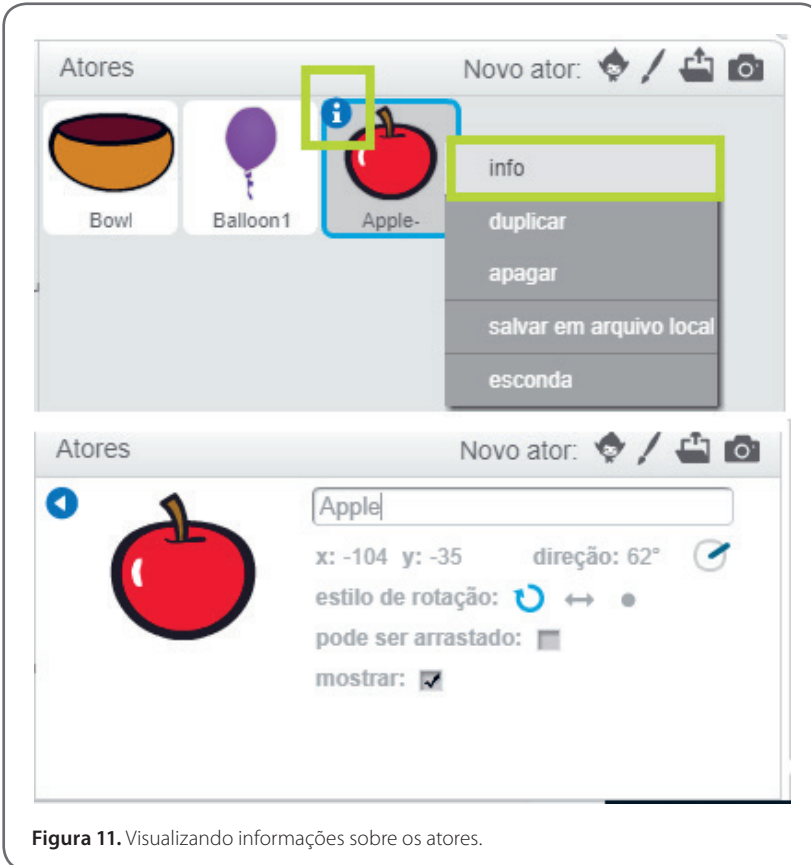 Atores Novo ator:
info
Bowl Balloon1 Apple- duplicar
apagar
salvar em arquivo local
esconda
Atores Novo ator:
Apple
x: -104 y: -35 direção: 62°
estilo de rotação:
pode ser arrastado:
mostrar:
Figura 11. Visualizando informações sobre os atores.